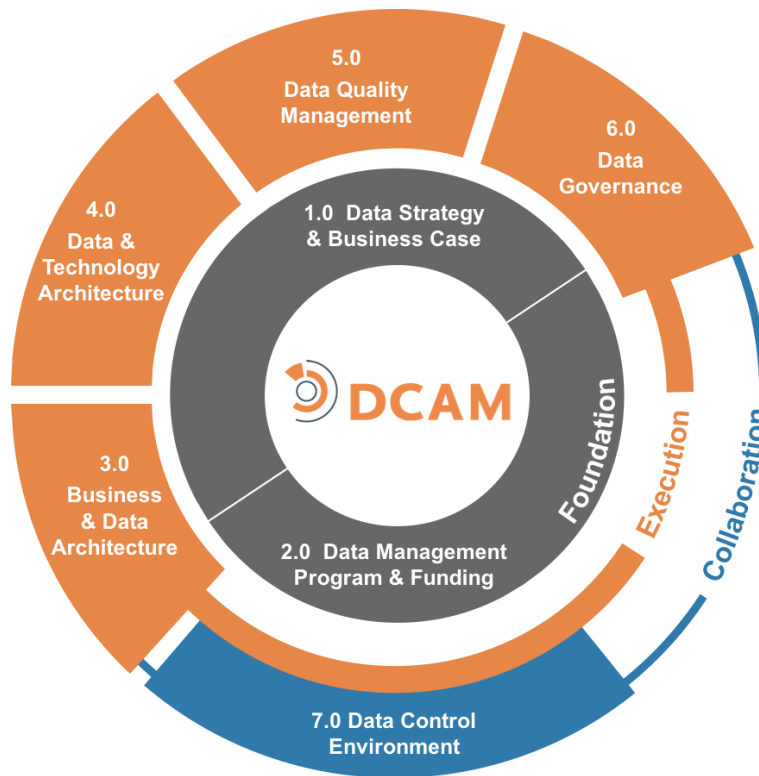 5.0
Data Quality
Management
6.0
Data
Governance
4.0
Data &
Technology
Architecture
1.0 Data Strategy
& Business Case
DCAM
Foundation
Execution
Collaboration
3.0
Business
& Data
Architecture
2.0 Data Management
Program & Funding
7.0 Data Control
Environment